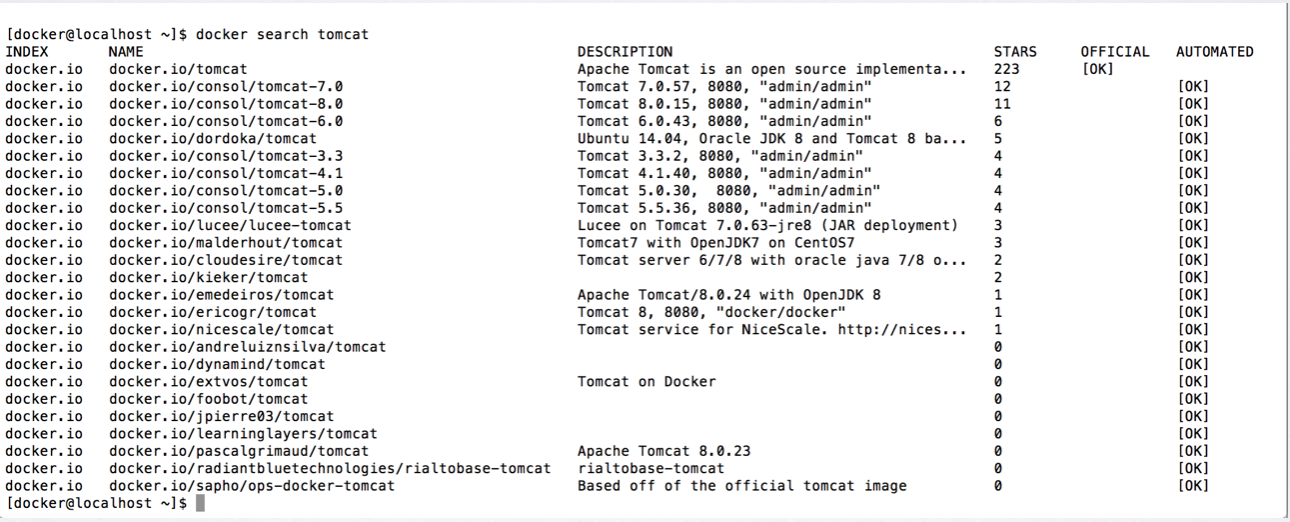 [docker@localhost ~]$ docker search tomcat
INDEX NAME DESCRIPTION STARS OFFICIAL AUTOMATED
docker.io docker.io/tomcat Apache Tomcat is an open source implementa... 223 [OK]
docker.io docker.io/consol/tomcat-7.0 Tomcat 7.0.57, 8080, "admin/admin" 12 [OK]
docker.io docker.io/consol/tomcat-8.0 Tomcat 8.0.15, 8080, "admin/admin" 11 [OK]
docker.io docker.io/consol/tomcat-6.0 Tomcat 6.0.43, 8080, "admin/admin" 6 [OK]
docker.io docker.io/dordoka/tomcat Ubuntu 14.04, Oracle JDK 8 and Tomcat 8 ba... 5 [OK]
docker.io docker.io/consol/tomcat-3.3 Tomcat 3.3.2, 8080, "admin/admin" 4 [OK]
docker.io docker.io/consol/tomcat-4.1 Tomcat 4.1.40, 8080, "admin/admin" 4 [OK]
docker.io docker.io/consol/tomcat-5.0 Tomcat 5.0.30,  8080, "admin/admin" 4 [OK]
docker.io docker.io/consol/tomcat-5.5 Tomcat 5.5.36, 8080, "admin/admin" 4 [OK]
docker.io docker.io/lucee/lucee-tomcat Lucee on Tomcat 7.0.63-jre8 (JAR deployment) 3 [OK]
docker.io docker.io/malderhout/tomcat Tomcat7 with OpenJDK7 on CentOS7 3 [OK]
docker.io docker.io/cloudesire/tomcat Tomcat server 6/7/8 with oracle java 7/8 o... 2 [OK]
docker.io docker.io/kieker/tomcat 2 [OK]
docker.io docker.io/emedeiros/tomcat Apache Tomcat/8.0.24 with OpenJDK 8 1 [OK]
docker.io docker.io/ericogr/tomcat Tomcat 8, 8080, "docker/docker" 1 [OK]
docker.io docker.io/nicescale/tomcat Tomcat service for NiceScale. http://nices... 1 [OK]
docker.io docker.io/andreluiznsilva/tomcat 0 [OK]
docker.io docker.io/dynamind/tomcat 0 [OK]
docker.io docker.io/extvos/tomcat Tomcat on Docker 0 [OK]
docker.io docker.io/foobot/tomcat 0 [OK]
docker.io docker.io/jpierre03/tomcat 0 [OK]
docker.io docker.io/learninglayers/tomcat 0 [OK]
docker.io docker.io/pascalgrimaud/tomcat Apache Tomcat 8.0.23 0 [OK]
docker.io docker.io/radiantbluetechnologies/rialtobase-tomcat rialtobase-tomcat 0 [OK]
docker.io docker.io/sapho/ops-docker-tomcat Based off of the official tomcat image 0 [OK]
[docker@localhost ~]$